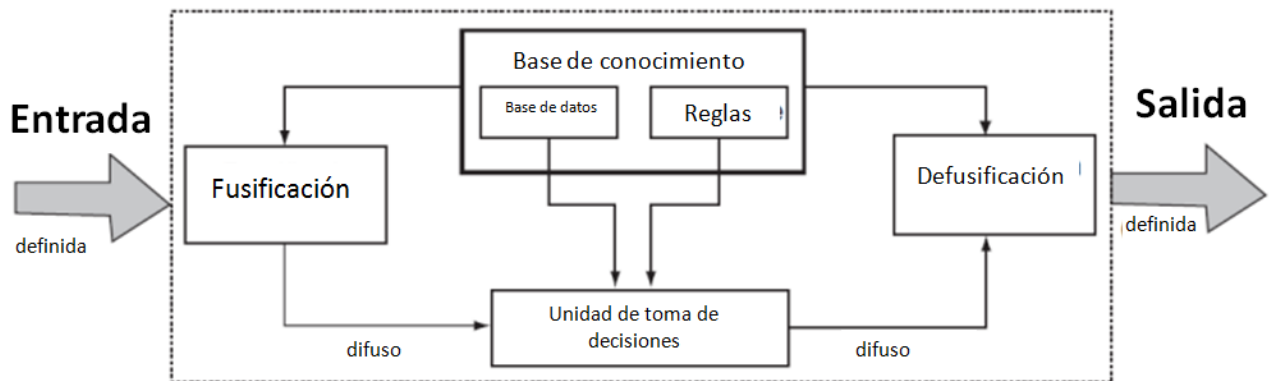 Entrada
definida
Base de conocimiento
Base de datos
Reglas
Fusificación
Defusificación
Salida
definida
Unidad de toma de
decisiones
difuso
difuso